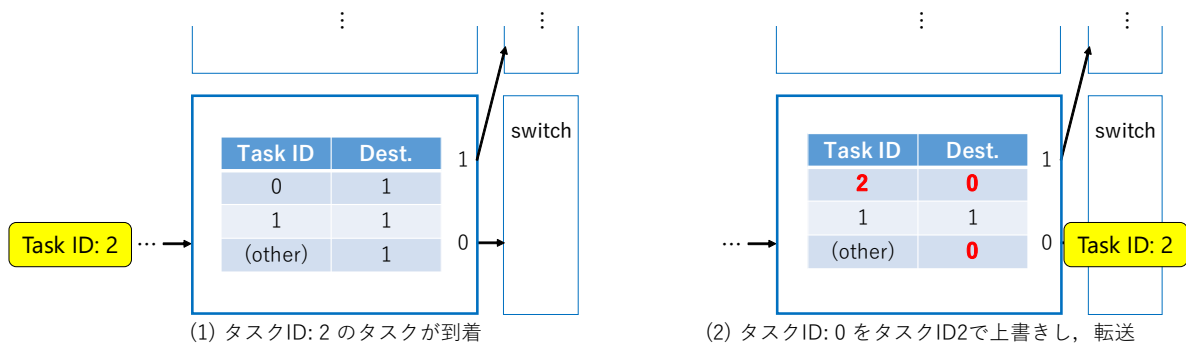 ⋮ ⋮
switch
Task ID Dest.
0 1
1 1
(other) 1
1
0
Task ID: 2 …
(1) タスクID: 2 のタスクが到着
⋮ ⋮
switch
Task ID Dest.
2 0
1 1
(other) 0
1
0
…
Task ID: 2
(2) タスクID: 0 をタスクID2で上書きし，転送